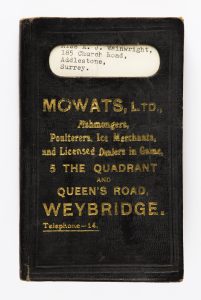 Miss R. J. Wainwright,
185 Church Road,
Addlestone,
Surrey.
MOWATS, LTD.,
Fishmongers,
Poulterers, Ice Merchants,
and Licensed Dealers in Game,
5 THE QUADRANT
AND
QUEEN'S ROAD,
WEYBRIDGE.
Telephone—14.